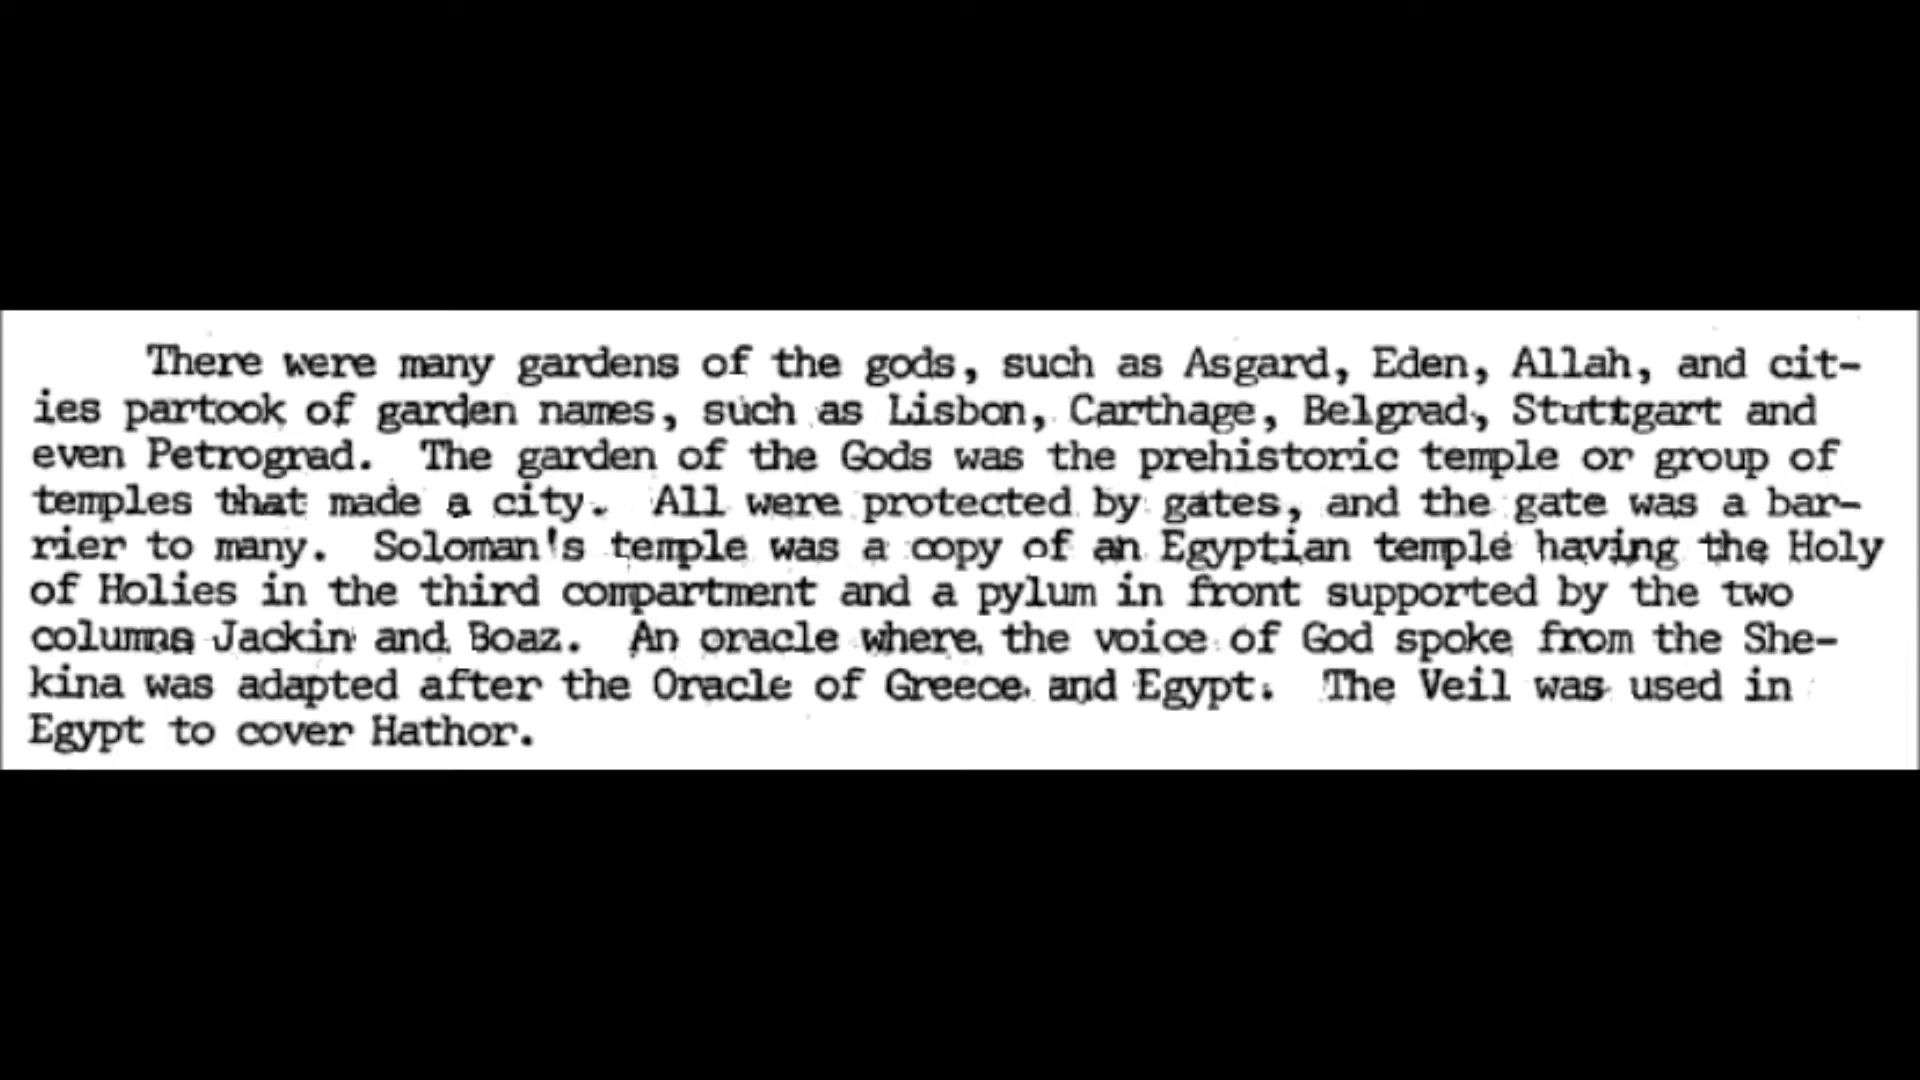 There were many gardens of the gods, such as Asgard, Eden, Allah, and cit-
ies partook of garden names, such as Lisbon, Carthage, Belgrad, Stuttgart and
even Petrograd. The garden of the Gods was the prehistoric temple or group of
temples that made a city. All were protected by gates, and the gate was a bar-
rier to many. Soloman's temple was a copy of an Egyptian temple having the Holy
of Holies in the third compartment and a pylum in front supported by the two
columns Jackin and Boaz. An oracle where the voice of God spoke from the She-
kina was adapted after the Oracle of Greece and Egypt. The Veil was used in
Egypt to cover Hathor.